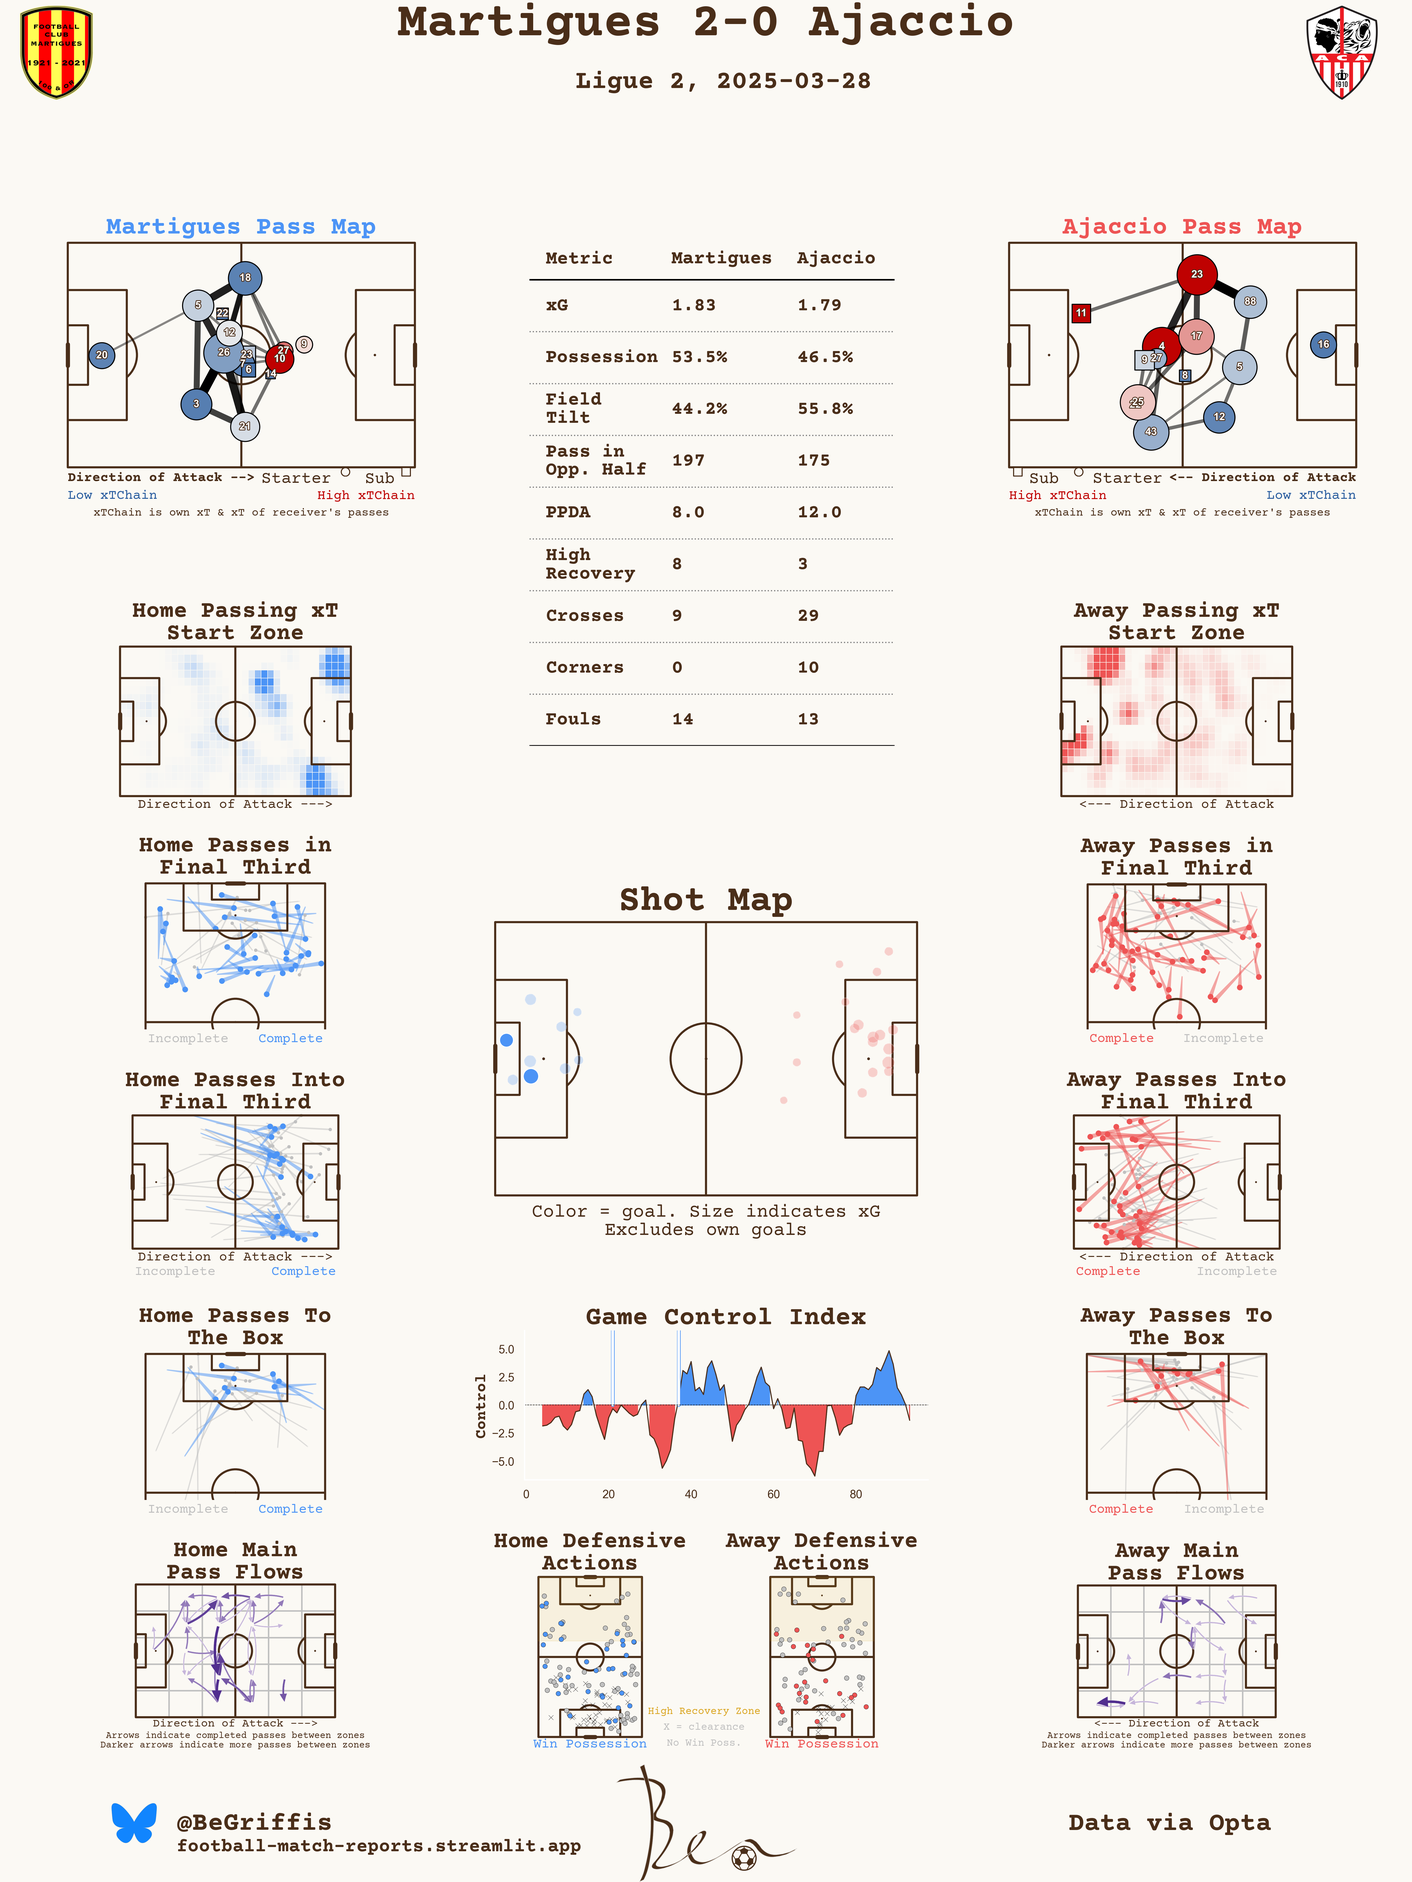 Martigues 2-0 Ajaccio
Ligue 2, 2025-03-28
FOOTBALL
CLUB
MARTIGUES
1921 - 2021
ACA
1910
Martigues Pass Map
18
5
22
12
26
23
27
9
10
7
6
14
20
3
21
Direction of Attack --> Starter Sub
Low xTChain High xTChain
xTChain is own xT & xT of receiver's passes
Metric Martigues Ajaccio
xG 1.83 1.79
Possession 53.5% 46.5%
Field
Tilt 44.2% 55.8%
Pass in
Opp. Half 197 175
PPDA 8.0 12.0
High
Recovery 8 3
Crosses 9 29
Corners 0 10
Fouls 14 13
Ajaccio Pass Map
23
88
11
17
4
16
9
27
5
8
25
12
43
Sub Starter <-- Direction of Attack
High xTChain Low xTChain
xTChain is own xT & xT of receiver's passes
Home Passing xT
Start Zone
Direction of Attack --->
Away Passing xT
Start Zone
<--- Direction of Attack
Home Passes in
Final Third
Incomplete Complete
Away Passes in
Final Third
Complete Incomplete
Shot Map
Color = goal. Size indicates xG
Excludes own goals
Home Passes Into
Final Third
Direction of Attack --->
Incomplete Complete
Away Passes Into
Final Third
<--- Direction of Attack
Complete Incomplete
Home Passes To
The Box
Incomplete Complete
Game Control Index
Control
5.0
2.5
0.0
−2.5
−5.0
0 20 40 60 80
Away Passes To
The Box
Complete Incomplete
Home Main
Pass Flows
Direction of Attack --->
Arrows indicate completed passes between zones
Darker arrows indicate more passes between zones
Home Defensive
Actions
Win Possession
Away Defensive
Actions
Win Possession
High Recovery Zone
X = clearance
No Win Poss.
Away Main
Pass Flows
<--- Direction of Attack
Arrows indicate completed passes between zones
Darker arrows indicate more passes between zones
@BeGriffis
football-match-reports.streamlit.app
Ben
Data via Opta